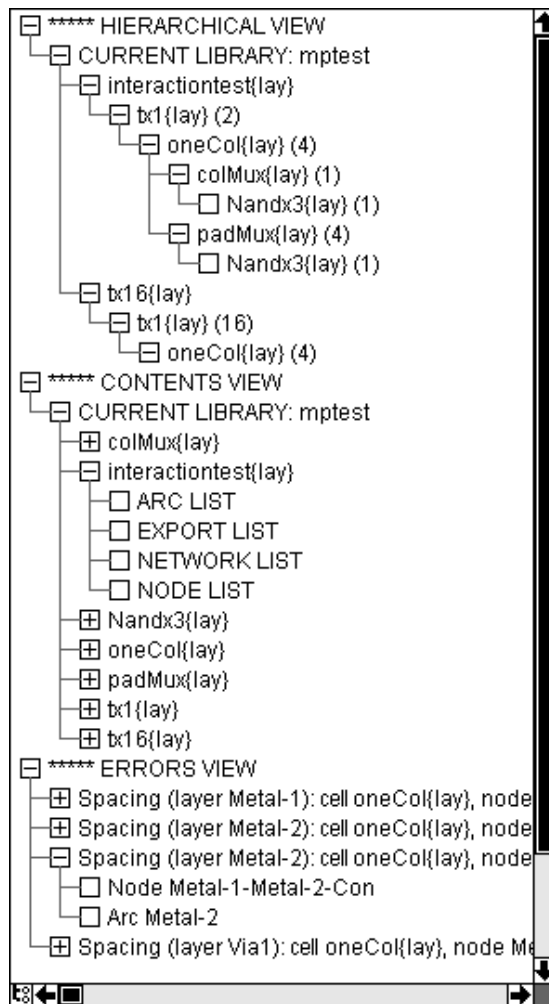 ***** HIERARCHICAL VIEW
CURRENT LIBRARY: mptest
interactiontest{lay}
tx1{lay} (2)
oneCol{lay} (4)
colMux{lay} (1)
Nandx3{lay} (1)
padMux{lay} (4)
Nandx3{lay} (1)
tx16{lay}
tx1{lay} (16)
oneCol{lay} (4)
***** CONTENTS VIEW
CURRENT LIBRARY: mptest
colMux{lay}
interactiontest{lay}
ARC LIST
EXPORT LIST
NETWORK LIST
NODE LIST
Nandx3{lay}
oneCol{lay}
padMux{lay}
tx1{lay}
tx16{lay}
***** ERRORS VIEW
Spacing (layer Metal-1): cell oneCol{lay}, node
Spacing (layer Metal-2): cell oneCol{lay}, node
Spacing (layer Metal-2): cell oneCol{lay}, node
Node Metal-1-Metal-2-Con
Arc Metal-2
Spacing (layer Via1): cell oneCol{lay}, node Me